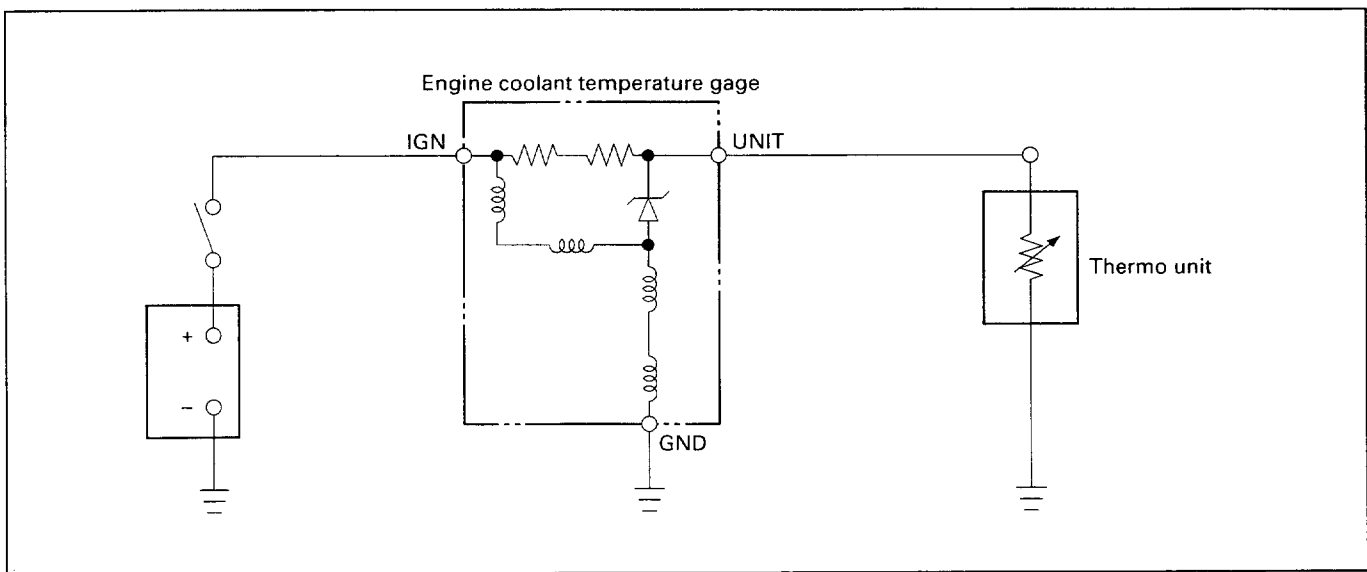 Engine coolant temperature gage
IGN
UNIT
Thermo unit
+
−
GND